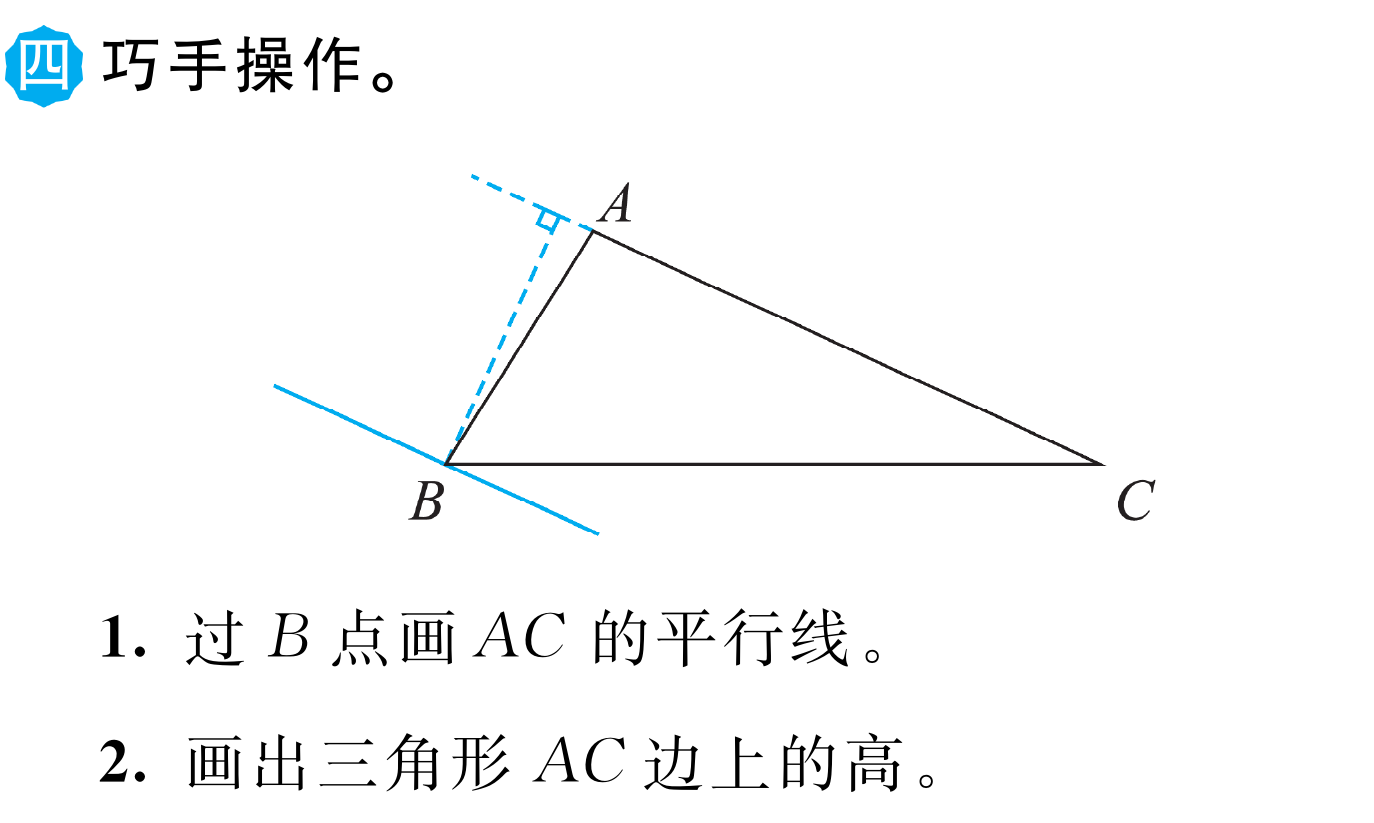 四 巧手操作。
A
B
C
1. 过 B 点画 AC 的平行线。
2. 画出三角形 AC 边上的高。